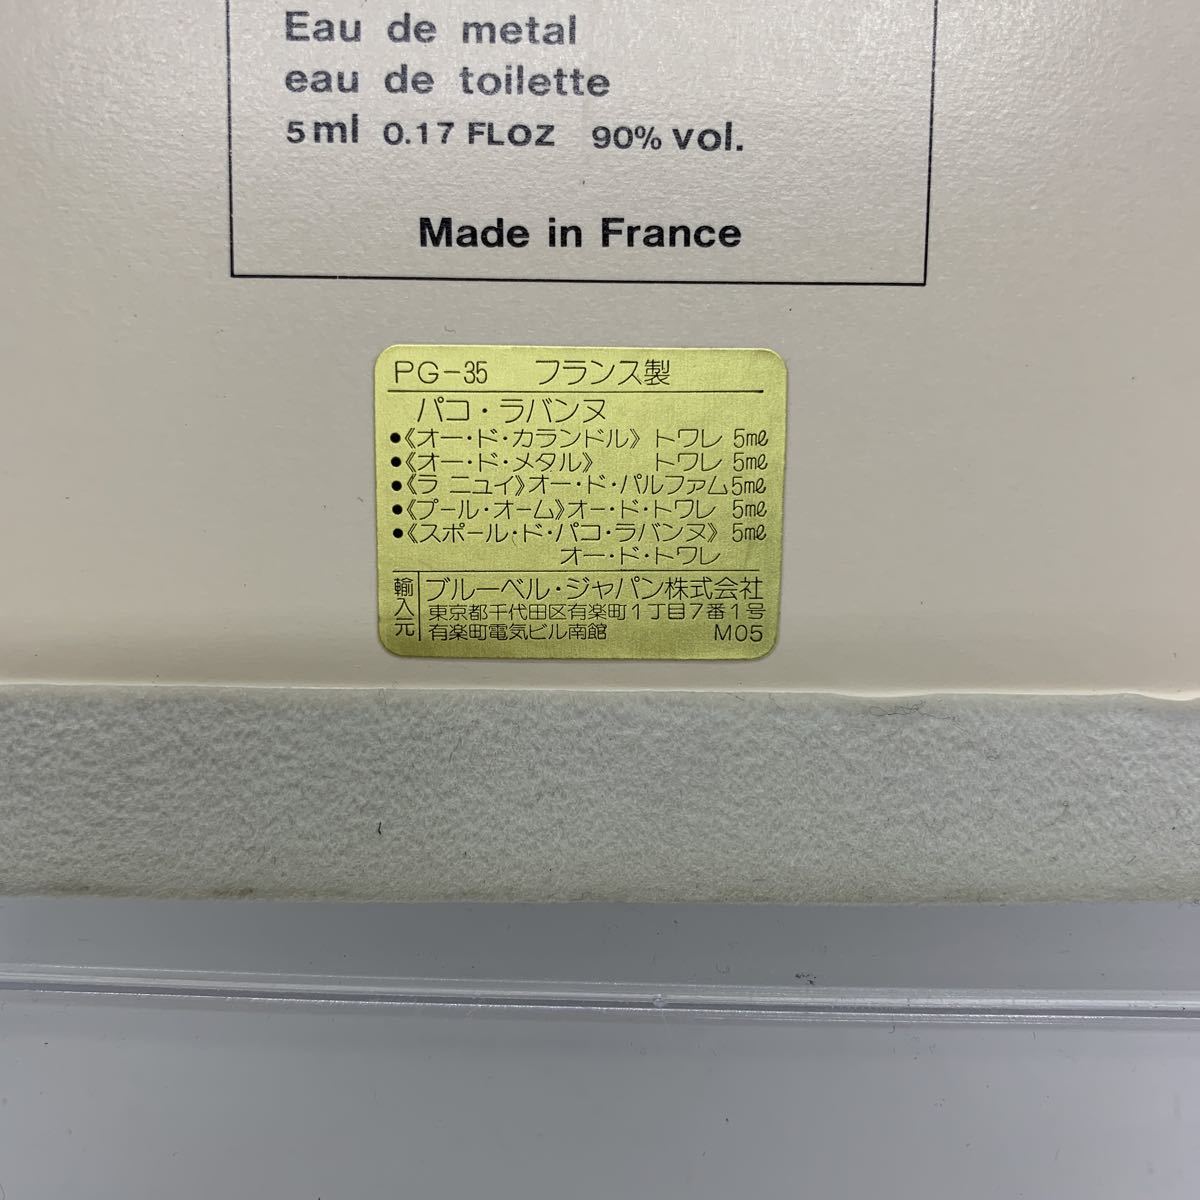 Eau de metal
eau de toilette
5ml 0.17 FLoz 90% vol.
Made in France
PG-35 フランス製
パコ・ラバンヌ
●《オー・ド・カランドル》 トワレ 5mℓ
●《オー・ド・メタル》 トワレ 5mℓ
●《ラ ニュイ》オー・ド・パルファム5mℓ
●《プール・オーム》オー・ド・トワレ 5mℓ
●《スポール・ド・パコ・ラバンヌ》 5mℓ
オー・ド・トワレ
輸入元
ブルーベル・ジャパン株式会社
東京都千代田区有楽町1丁目7番1号
有楽町電気ビル南館 M05